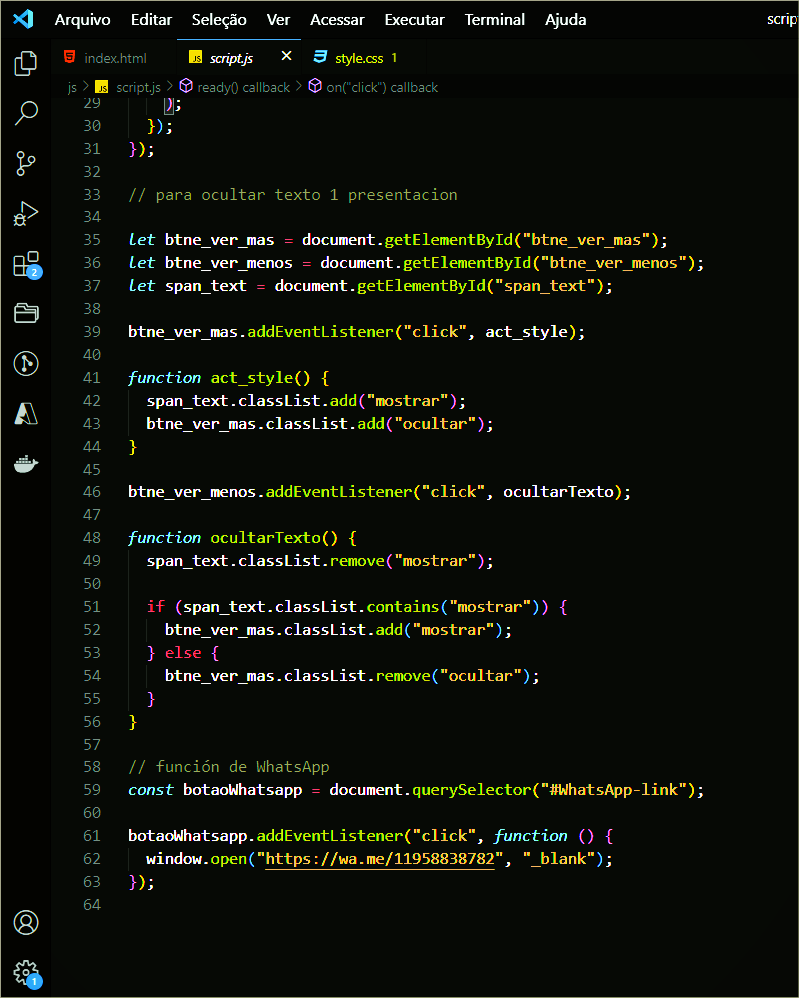 Arquivo Editar Seleção Ver Acessar Executar Terminal Ajuda scrip
index.html JS script.js × style.css 1
js > JS script.js > ready() callback > on("click") callback
29 );
30 });
31 });
32
33 // para ocultar texto 1 presentacion
34
35 let btne_ver_mas = document.getElementById("btne_ver_mas");
36 let btne_ver_menos = document.getElementById("btne_ver_menos");
37 let span_text = document.getElementById("span_text");
38
39 btne_ver_mas.addEventListener("click", act_style);
40
41 function act_style() {
42 span_text.classList.add("mostrar");
43 btne_ver_mas.classList.add("ocultar");
44 }
45
46 btne_ver_menos.addEventListener("click", ocultarTexto);
47
48 function ocultarTexto() {
49 span_text.classList.remove("mostrar");
50
51 if (span_text.classList.contains("mostrar")) {
52 btne_ver_mas.classList.add("mostrar");
53 } else {
54 btne_ver_mas.classList.remove("ocultar");
55 }
56 }
57
58 // función de WhatsApp
59 const botaoWhatsapp = document.querySelector("#WhatsApp-link");
60
61 botaoWhatsapp.addEventListener("click", function () {
62 window.open("https://wa.me/11958838782", "_blank");
63 });
64
2
1